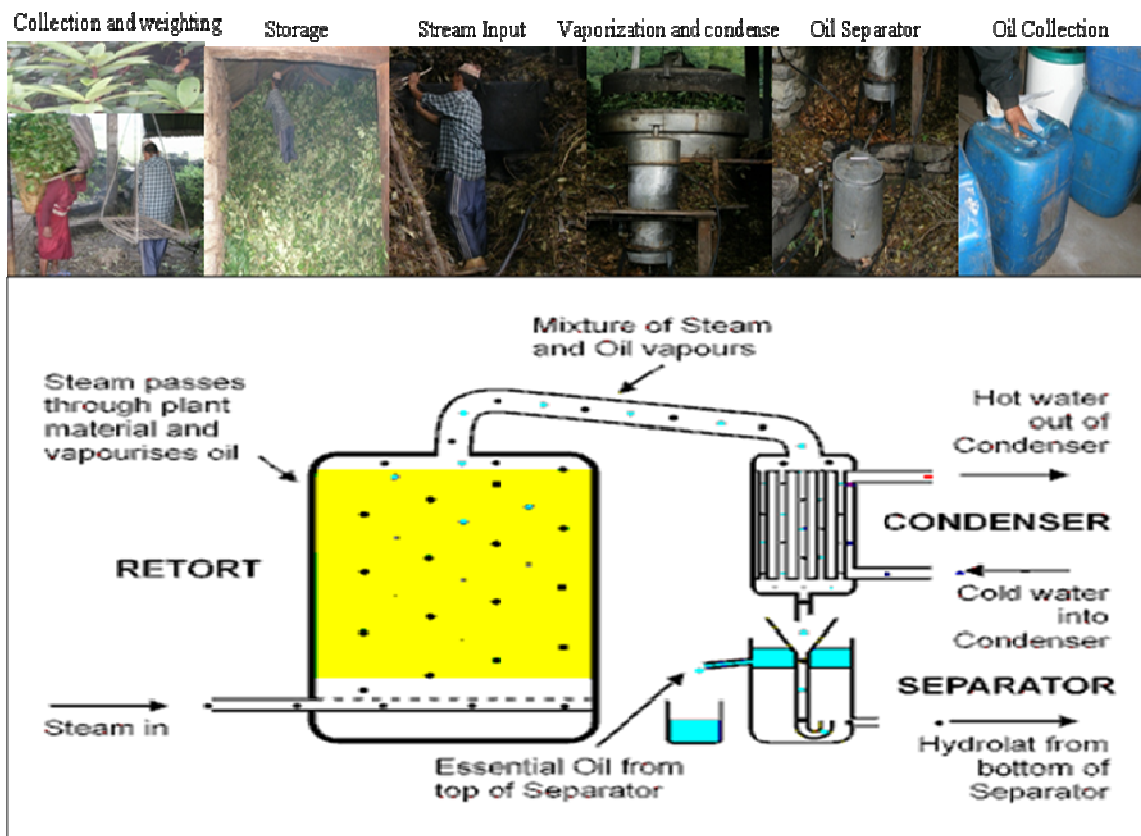 Collection and weighting
Storage
Stream Input
Vaporization and condense
Oil Separator
Oil Collection
Mixture of Steam
and Oil vapours
Steam passes
through plant
material and
vapourises oil
Hot water
out of
Condenser
CONDENSER
RETORT
Cold water
into
Condenser
SEPARATOR
Steam in
Essential Oil from
top of Separator
Hydrolat from
bottom of
Separator